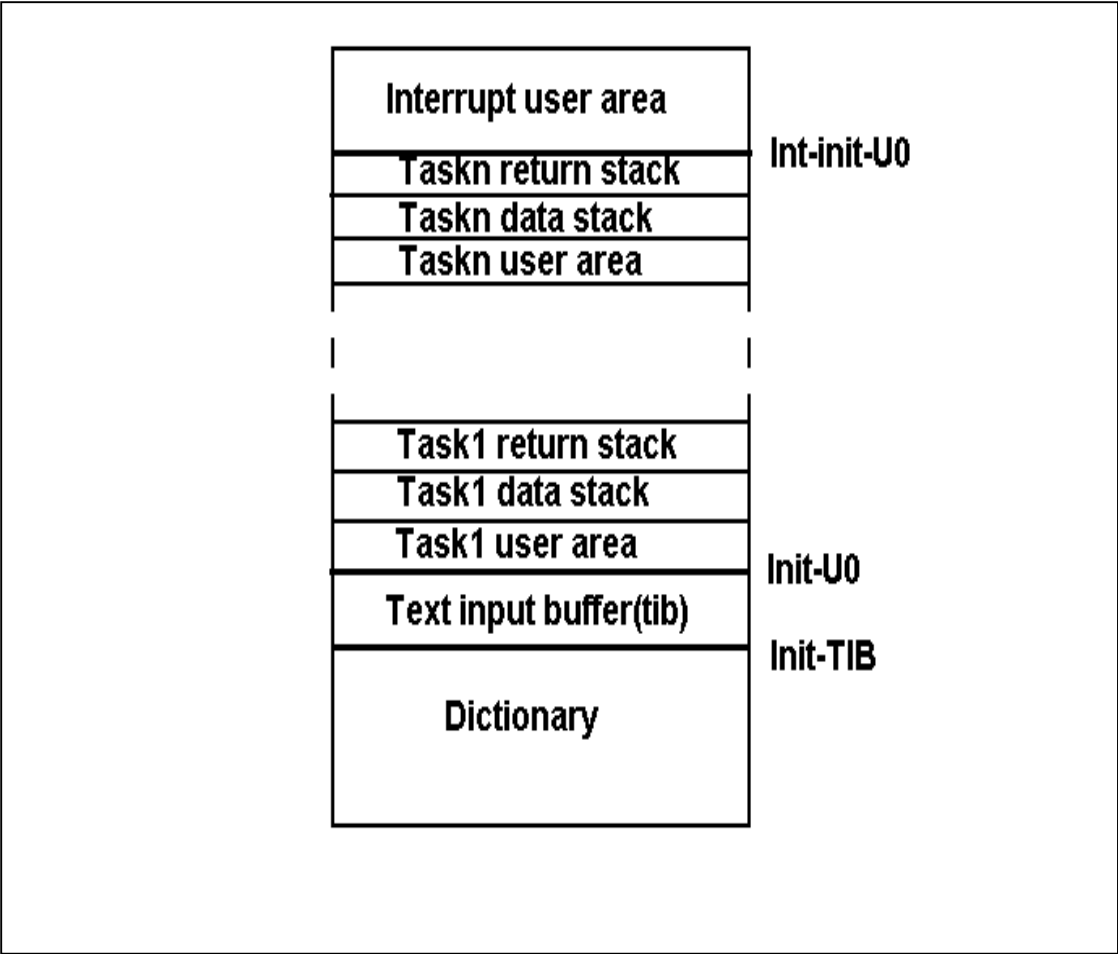 Interrupt user area
Int-init-U0
Taskn return stack
Taskn data stack
Taskn user area
Task1 return stack
Task1 data stack
Task1 user area
Init-U0
Text input buffer(tib)
Init-TIB
Dictionary